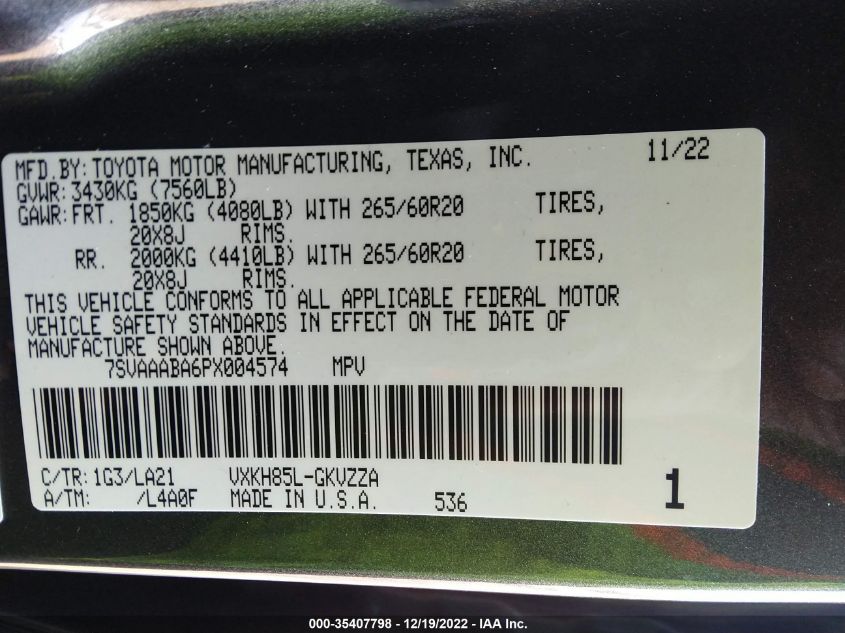 MFD.BY: TOYOTA MOTOR MANUFACTURING, TEXAS, INC. 11/22
GVWR: 3430KG (7560LB)
GAWR: FRT. 1850KG (4080LB) WITH 265/60R20 TIRES,
20X8J RIMS.
RR. 2000KG (4410LB) WITH 265/60R20 TIRES,
20X8J RIMS.
THIS VEHICLE CONFORMS TO ALL APPLICABLE FEDERAL MOTOR
VEHICLE SAFETY STANDARDS IN EFFECT ON THE DATE OF
MANUFACTURE SHOWN ABOVE.
7SVAAABA6PX004574 MPV
C/TR: 1G3/LA21 VXKH85L-GKVZZA
A/TM: /L4A0F MADE IN U.S.A. 536 1
000-35407798 - 12/19/2022 - IAA Inc.